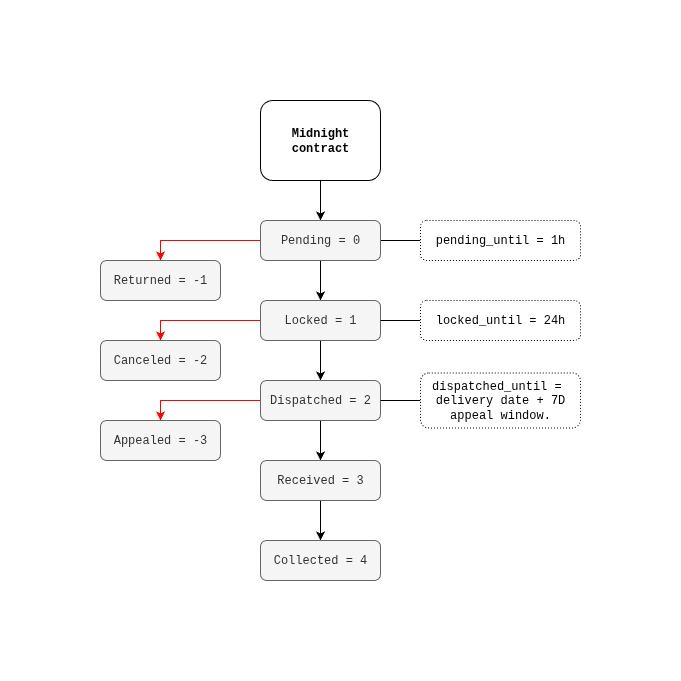 Midnight
contract
Pending = 0
pending_until = 1h
Returned = -1
Locked = 1
locked_until = 24h
Canceled = -2
Dispatched = 2
dispatched_until =
delivery date + 7D
appeal window.
Appealed = -3
Received = 3
Collected = 4